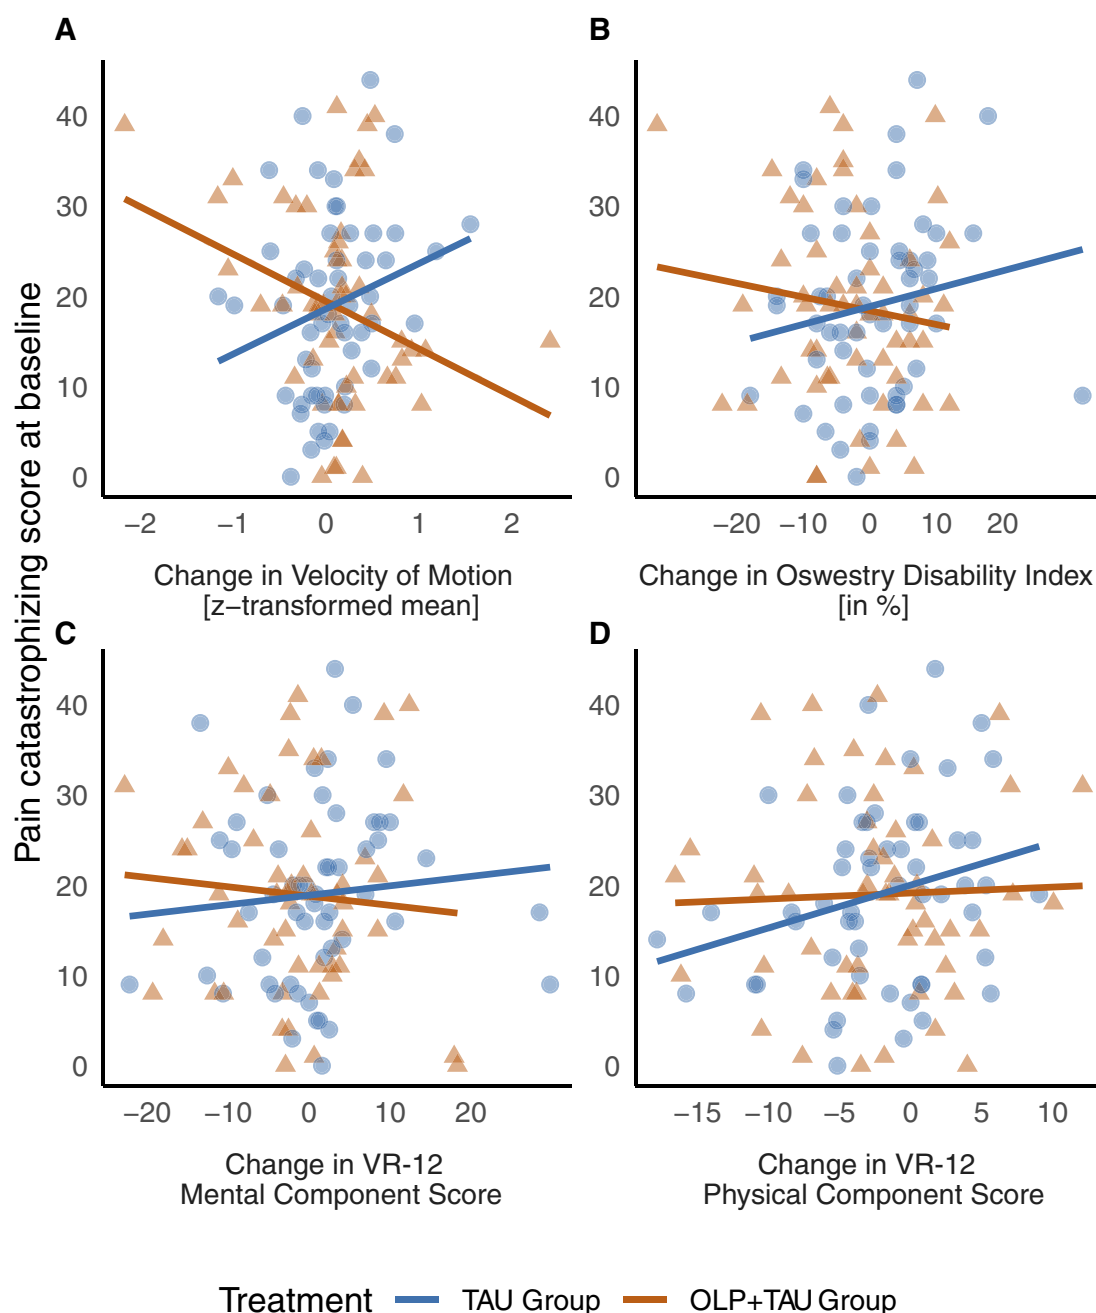 A
B
Pain catastrophizing score at baseline
40
30
20
10
0
−2 −1 0 1 2
Change in Velocity of Motion
[z−transformed mean]
40
30
20
10
0
−20 −10 0 10 20
Change in Oswestry Disability Index
[in %]
C
D
40
30
20
10
0
−20 −10 0 10 20
Change in VR-12
Mental Component Score
40
30
20
10
0
−15 −10 −5 0 5 10
Change in VR-12
Physical Component Score
Treatment TAU Group OLP+TAU Group